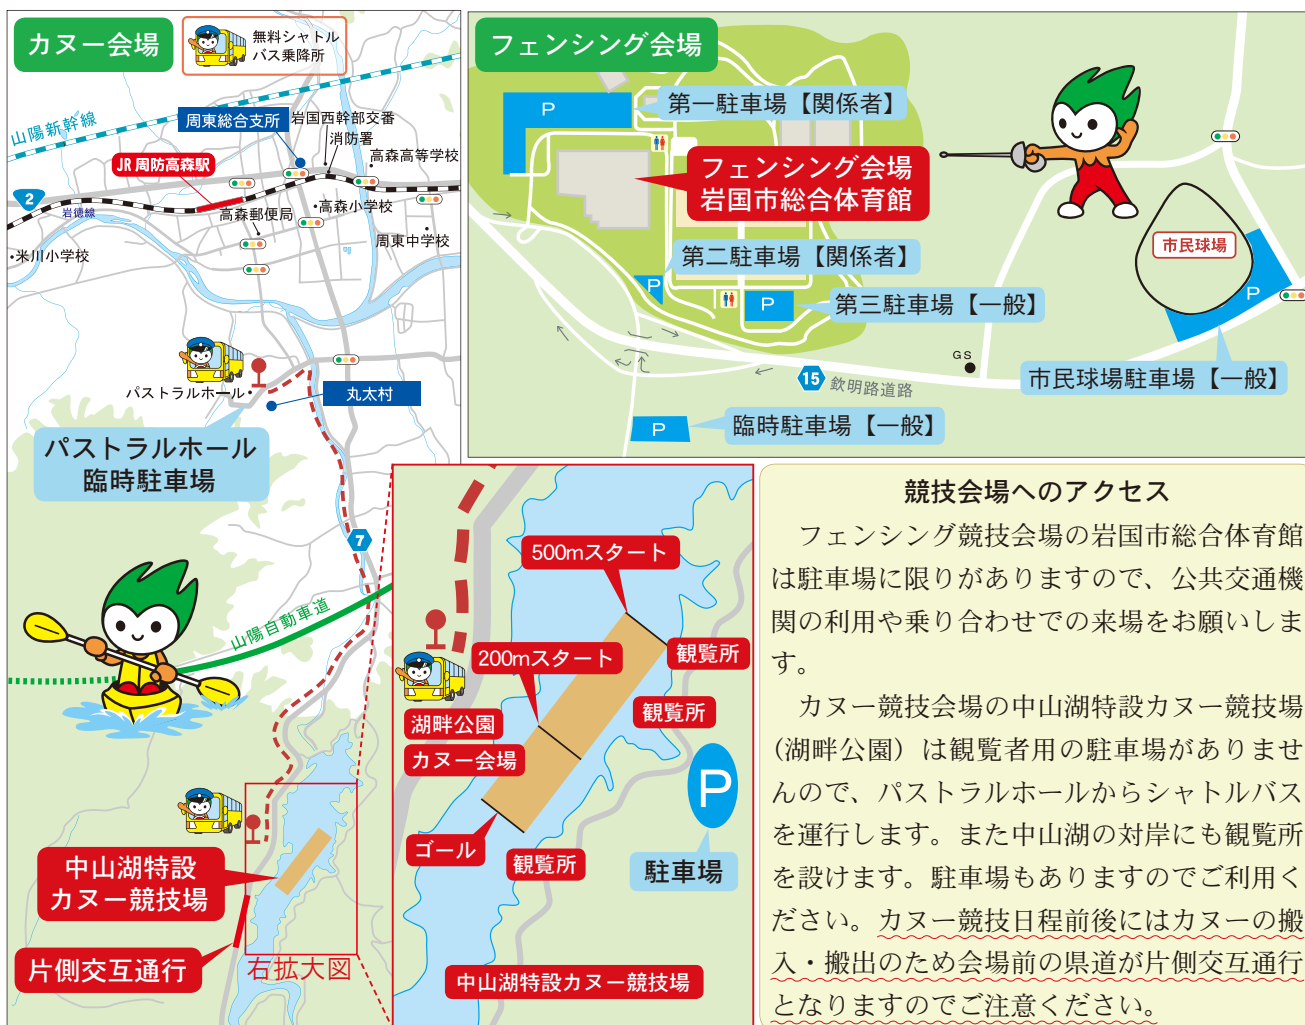 カヌー会場
無料シャトル
バス乗降所
山陽新幹線
周東総合支所
岩国西幹部交番
消防署
高森高等学校
JR 周防高森駅
2
岩徳線
高森郵便局
・高森小学校
周東中学校
・米川小学校
パストラルホール・
丸太村
パストラルホール
臨時駐車場
7
山陽自動車道
中山湖特設
カヌー競技場
片側交互通行
右拡大図
フェンシング会場
P
第一駐車場【関係者】
フェンシング会場
岩国市総合体育館
第二駐車場【関係者】
P
P
第三駐車場【一般】
市民球場
P
市民球場駐車場【一般】
GS
15
欽明路道路
P
臨時駐車場【一般】
500mスタート
200mスタート
観覧所
観覧所
湖畔公園
カヌー会場
P
駐車場
ゴール
観覧所
中山湖特設カヌー競技場
競技会場へのアクセス
　フェンシング競技会場の岩国市総合体育館
は駐車場に限りがありますので、公共交通機
関の利用や乗り合わせでの来場をお願いしま
す。
　カヌー競技会場の中山湖特設カヌー競技場
(湖畔公園）は観覧者用の駐車場がありませ
んので、パストラルホールからシャトルバス
を運行します。また中山湖の対岸にも観覧所
を設けます。駐車場もありますのでご利用く
ださい。カヌー競技日程前後にはカヌーの搬
入・搬出のため会場前の県道が片側交互通行
となりますのでご注意ください。